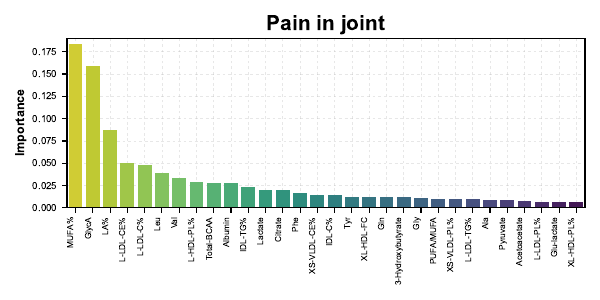 Pain in joint
Importance
0.175
0.150
0.125
0.100
0.075
0.050
0.025
0.000
MUFA%
GlycA
LA%
L-LDL-CE%
L-LDL-C%
Leu
Val
L-HDL-PL%
Total-BCAA
Albumin
IDL-TG%
Lactate
Citrate
Phe
XS-VLDL-CE%
IDL-C%
Tyr
XL-HDL-FC
Gln
3-Hydroxybutyrate
Gly
PUFA/MUFA
XS-VLDL-PL%
L-LDL-TG%
Ala
Pyruvate
Acetoacetate
L-LDL-PL%
Glu-lactate
XL-HDL-PL%